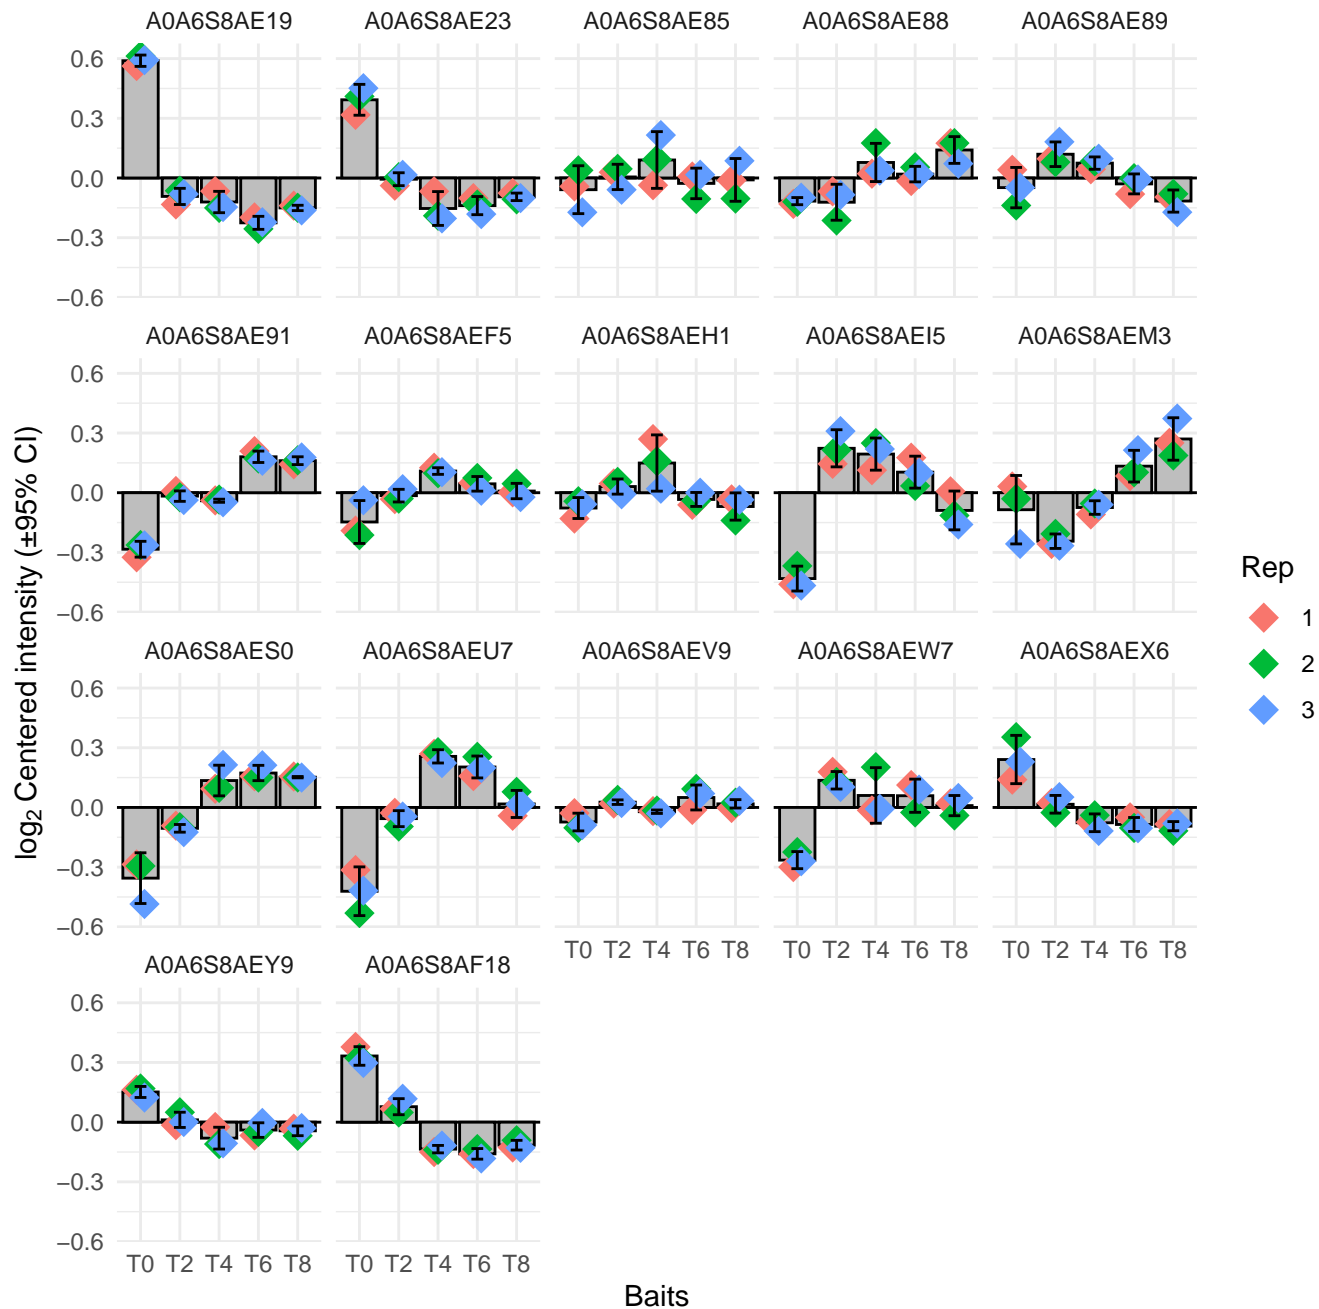 A0A6S8AE19 A0A6S8AE23 A0A6S8AE85 A0A6S8AE88 A0A6S8AE89
0.6
0.3
0.0
−0.3
−0.6
A0A6S8AE91 A0A6S8AEF5 A0A6S8AEH1 A0A6S8AEI5 A0A6S8AEM3
0.6
0.3
0.0
−0.3
−0.6
A0A6S8AES0 A0A6S8AEU7 A0A6S8AEV9 A0A6S8AEW7 A0A6S8AEX6
0.6
0.3
0.0
−0.3
−0.6
T0 T2 T4 T6 T8 T0 T2 T4 T6 T8 T0 T2 T4 T6 T8
A0A6S8AEY9 A0A6S8AF18
0.6
0.3
0.0
−0.3
−0.6
T0 T2 T4 T6 T8 T0 T2 T4 T6 T8
Baits
log₂ Centered intensity (±95% CI)
Rep
1
2
3